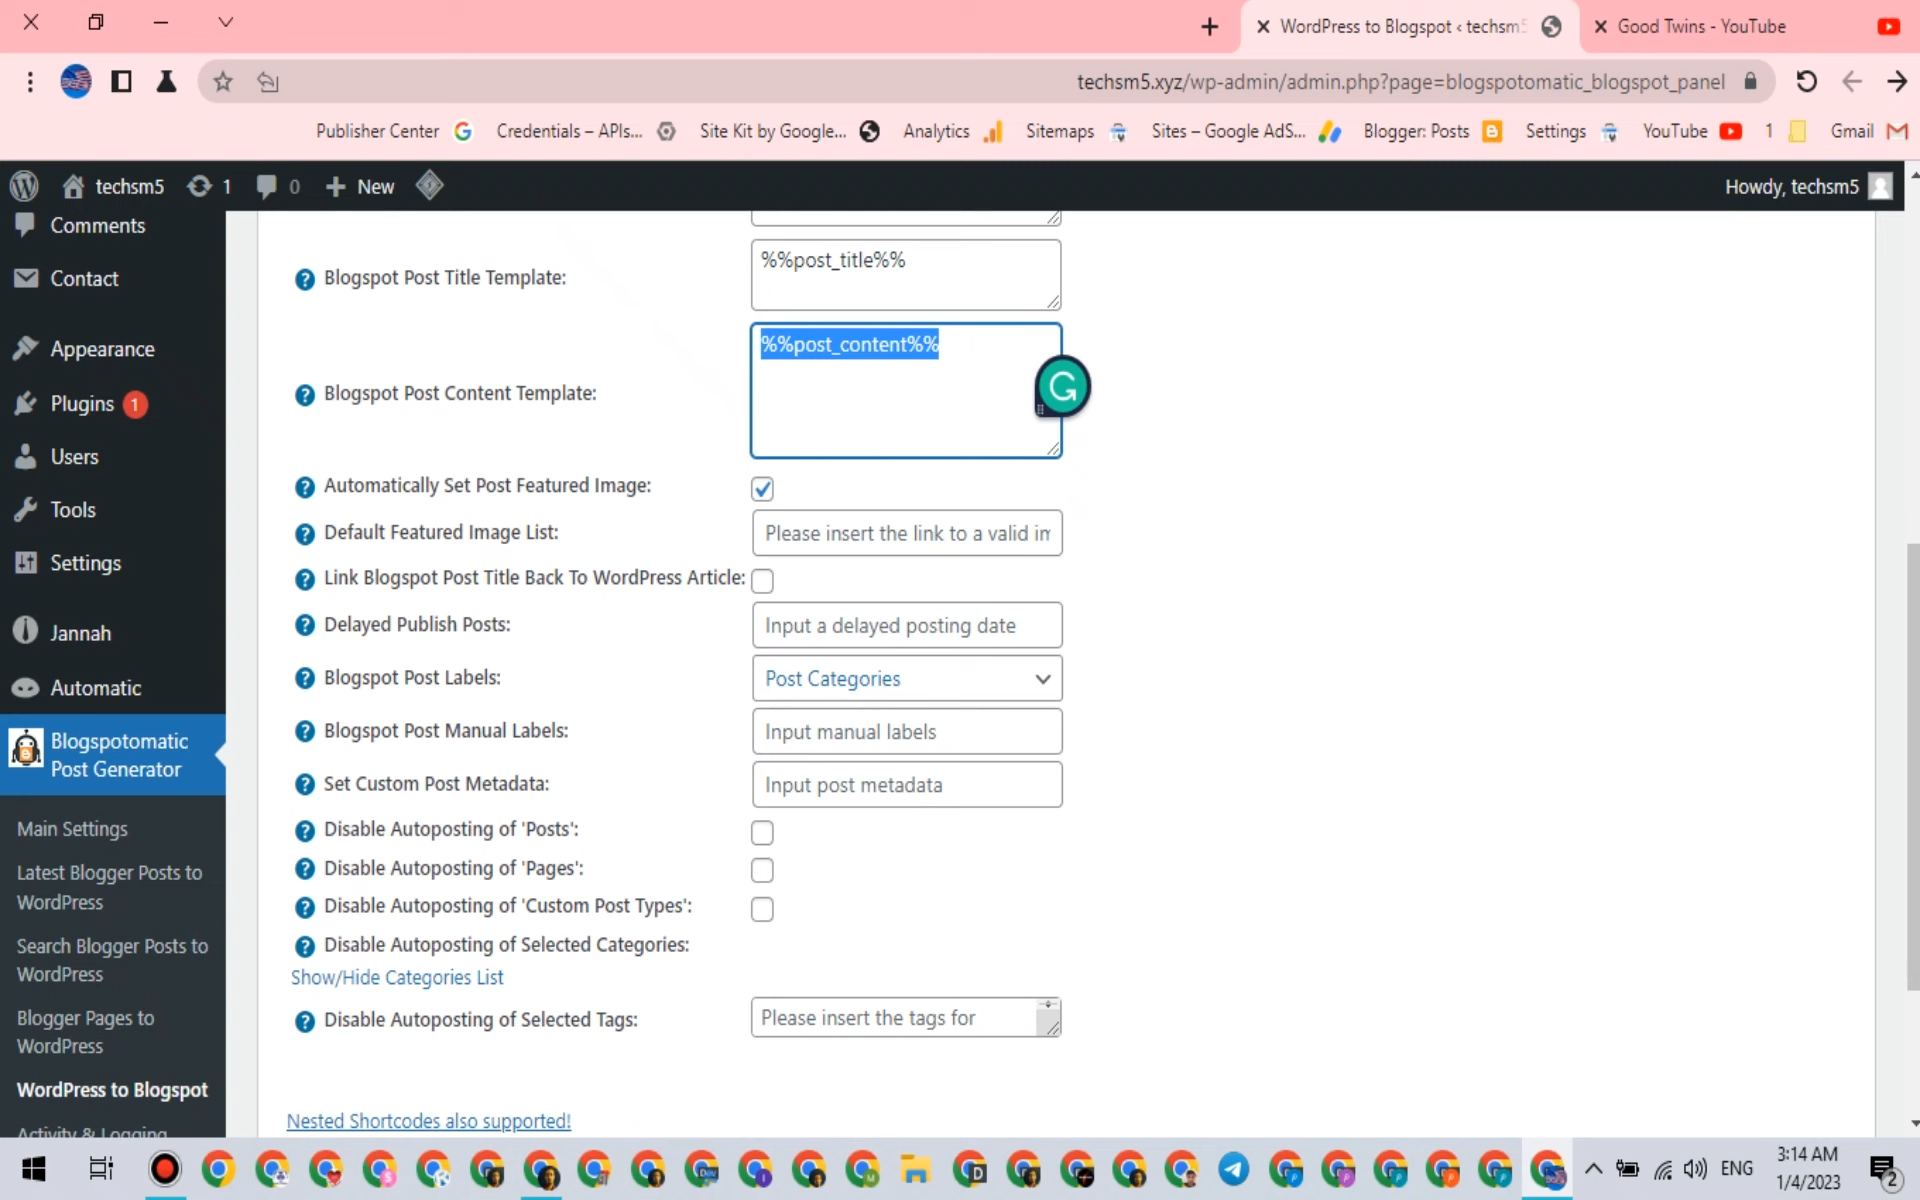 WordPress to Blogspot ‹ techsm5
Good Twins - YouTube
techsm5.xyz/wp-admin/admin.php?page=blogspotomatic_blogspot_panel
Publisher Center
Credentials – APIs...
Site Kit by Google...
Analytics
Sitemaps
Sites – Google AdS...
Blogger: Posts
Settings
YouTube
1
Gmail
techsm5
1
0
New
Howdy, techsm5
Comments
Contact
Appearance
Plugins 1
Users
Tools
Settings
Jannah
Automatic
Blogspotomatic
Post Generator
Main Settings
Latest Blogger Posts to
WordPress
Search Blogger Posts to
WordPress
Blogger Pages to
WordPress
WordPress to Blogspot
Activity & Logging
Blogspot Post Title Template:
%%post_title%%
Blogspot Post Content Template:
%%post_content%%
Automatically Set Post Featured Image:
Default Featured Image List:
Please insert the link to a valid im
Link Blogspot Post Title Back To WordPress Article:
Delayed Publish Posts:
Input a delayed posting date
Blogspot Post Labels:
Post Categories
Blogspot Post Manual Labels:
Input manual labels
Set Custom Post Metadata:
Input post metadata
Disable Autoposting of 'Posts':
Disable Autoposting of 'Pages':
Disable Autoposting of 'Custom Post Types':
Disable Autoposting of Selected Categories:
Show/Hide Categories List
Disable Autoposting of Selected Tags:
Please insert the tags for
Nested Shortcodes also supported!
ENG
3:14 AM
1/4/2023
2